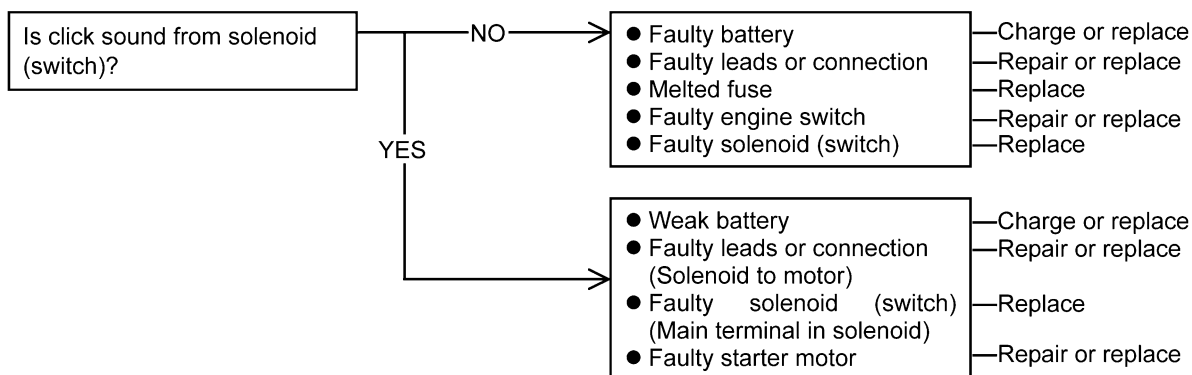 Is click sound from solenoid
(switch)?
NO
YES
● Faulty battery
● Faulty leads or connection
● Melted fuse
● Faulty engine switch
● Faulty solenoid (switch)
Charge or replace
Repair or replace
Replace
Repair or replace
Replace
● Weak battery
● Faulty leads or connection
(Solenoid to motor)
● Faulty solenoid (switch)
(Main terminal in solenoid)
● Faulty starter motor
Charge or replace
Repair or replace
Replace
Repair or replace